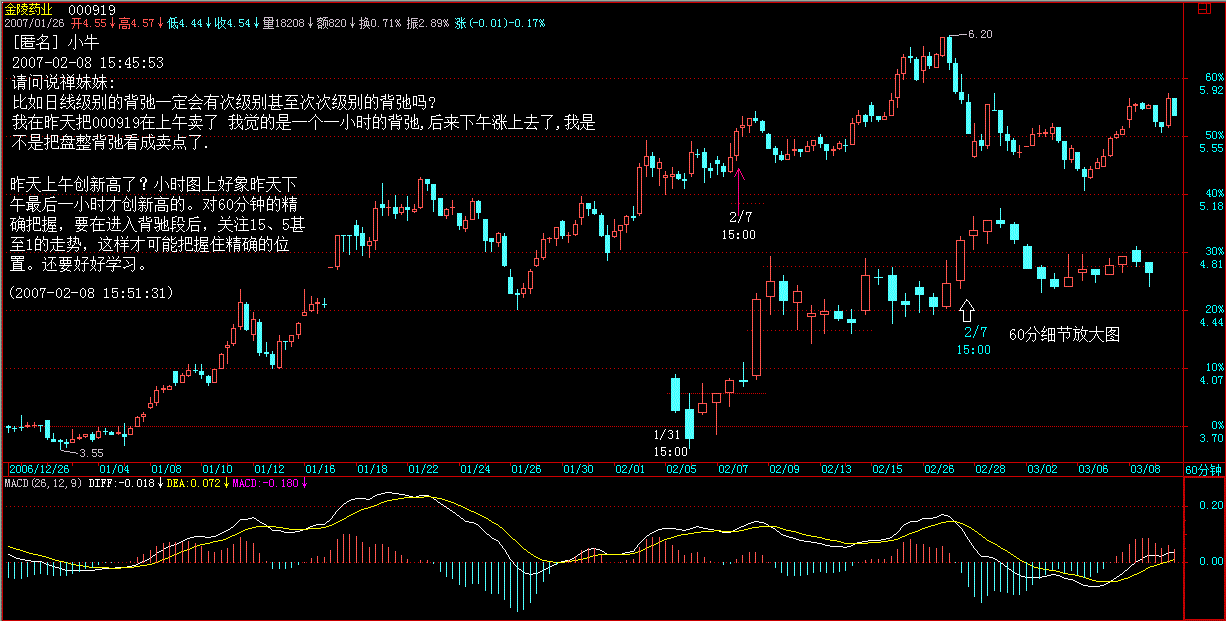 金陵药业 000919
2007/01/26 开4.55↓高4.57↓低4.44↓收4.54↓量18208↓额820↓换0.71% 振2.89% 涨(-0.01)-0.17%
[匿名] 小牛
2007-02-08 15:45:53
请问说禅妹妹:
比如日线级别的背弛一定会有次级别甚至次次级别的背弛吗?
我在昨天把000919在上午卖了 我觉的是一个一小时的背弛,后来下午涨上去了,我是
不是把盘整背弛看成卖点了.
昨天上午创新高了？小时图上好象昨天下
午最后一小时才创新高的。对60分钟的精
确把握，要在进入背驰段后，关注15、5甚
至1的走势，这样才可能把握住精确的位
置。还要好好学习。
(2007-02-08 15:51:31)
6.20
2/7
15:00
2/7
15:00
60分细节放大图
1/31
15:00
3.55
60%
5.92
50%
5.55
40%
5.18
30%
4.81
20%
4.44
10%
4.07
0%
3.70
2006/12/26 01/04 01/08 01/10 01/12 01/16 01/18 01/22 01/24 01/26 01/30 02/01 02/05 02/07 02/09 02/13 02/15 02/26 02/28 03/02 03/06 03/08 60分钟
MACD(26,12,9) DIFF:-0.018↓DEA:0.072↓MACD:-0.180↓
0.20
0.00